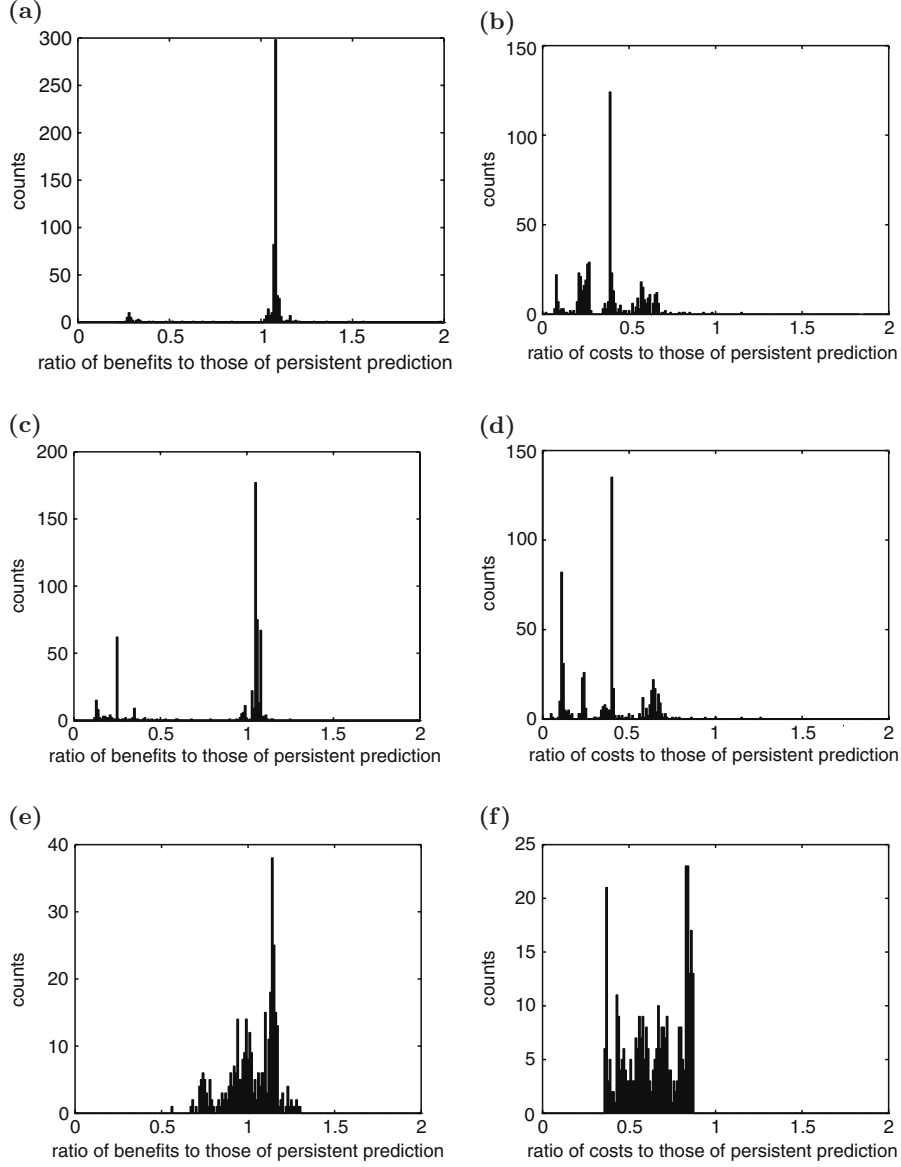 (a)
300
250
200
150
100
50
0
counts
0 0.5 1 1.5 2
ratio of benefits to those of persistent prediction
(b)
150
100
50
0
counts
0 0.5 1 1.5 2
ratio of costs to those of persistent prediction
(c)
200
150
100
50
0
counts
0 0.5 1 1.5 2
ratio of benefits to those of persistent prediction
(d)
150
100
50
0
counts
0 0.5 1 1.5 2
ratio of costs to those of persistent prediction
(e)
40
30
20
10
0
counts
0 0.5 1 1.5 2
ratio of benefits to those of persistent prediction
(f)
25
20
15
10
5
0
counts
0 0.5 1 1.5 2
ratio of costs to those of persistent prediction